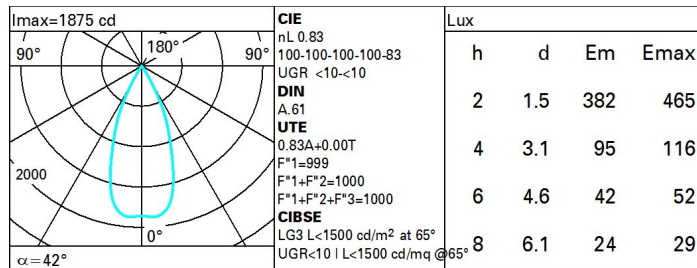 Imax=1875 cd
90° 180° 90°
2000
0°
α=42°
CIE
nL 0.83
100-100-100-100-83
UGR <10-<10
DIN
A.61
UTE
0.83A+0.00T
F"1=999
F"1+F"2=1000
F"1+F"2+F"3=1000
CIBSE
LG3 L<1500 cd/m² at 65°
UGR<10 | L<1500 cd/mq @65°
Lux
h d Em Emax
2 1.5 382 465
4 3.1 95 116
6 4.6 42 52
8 6.1 24 29